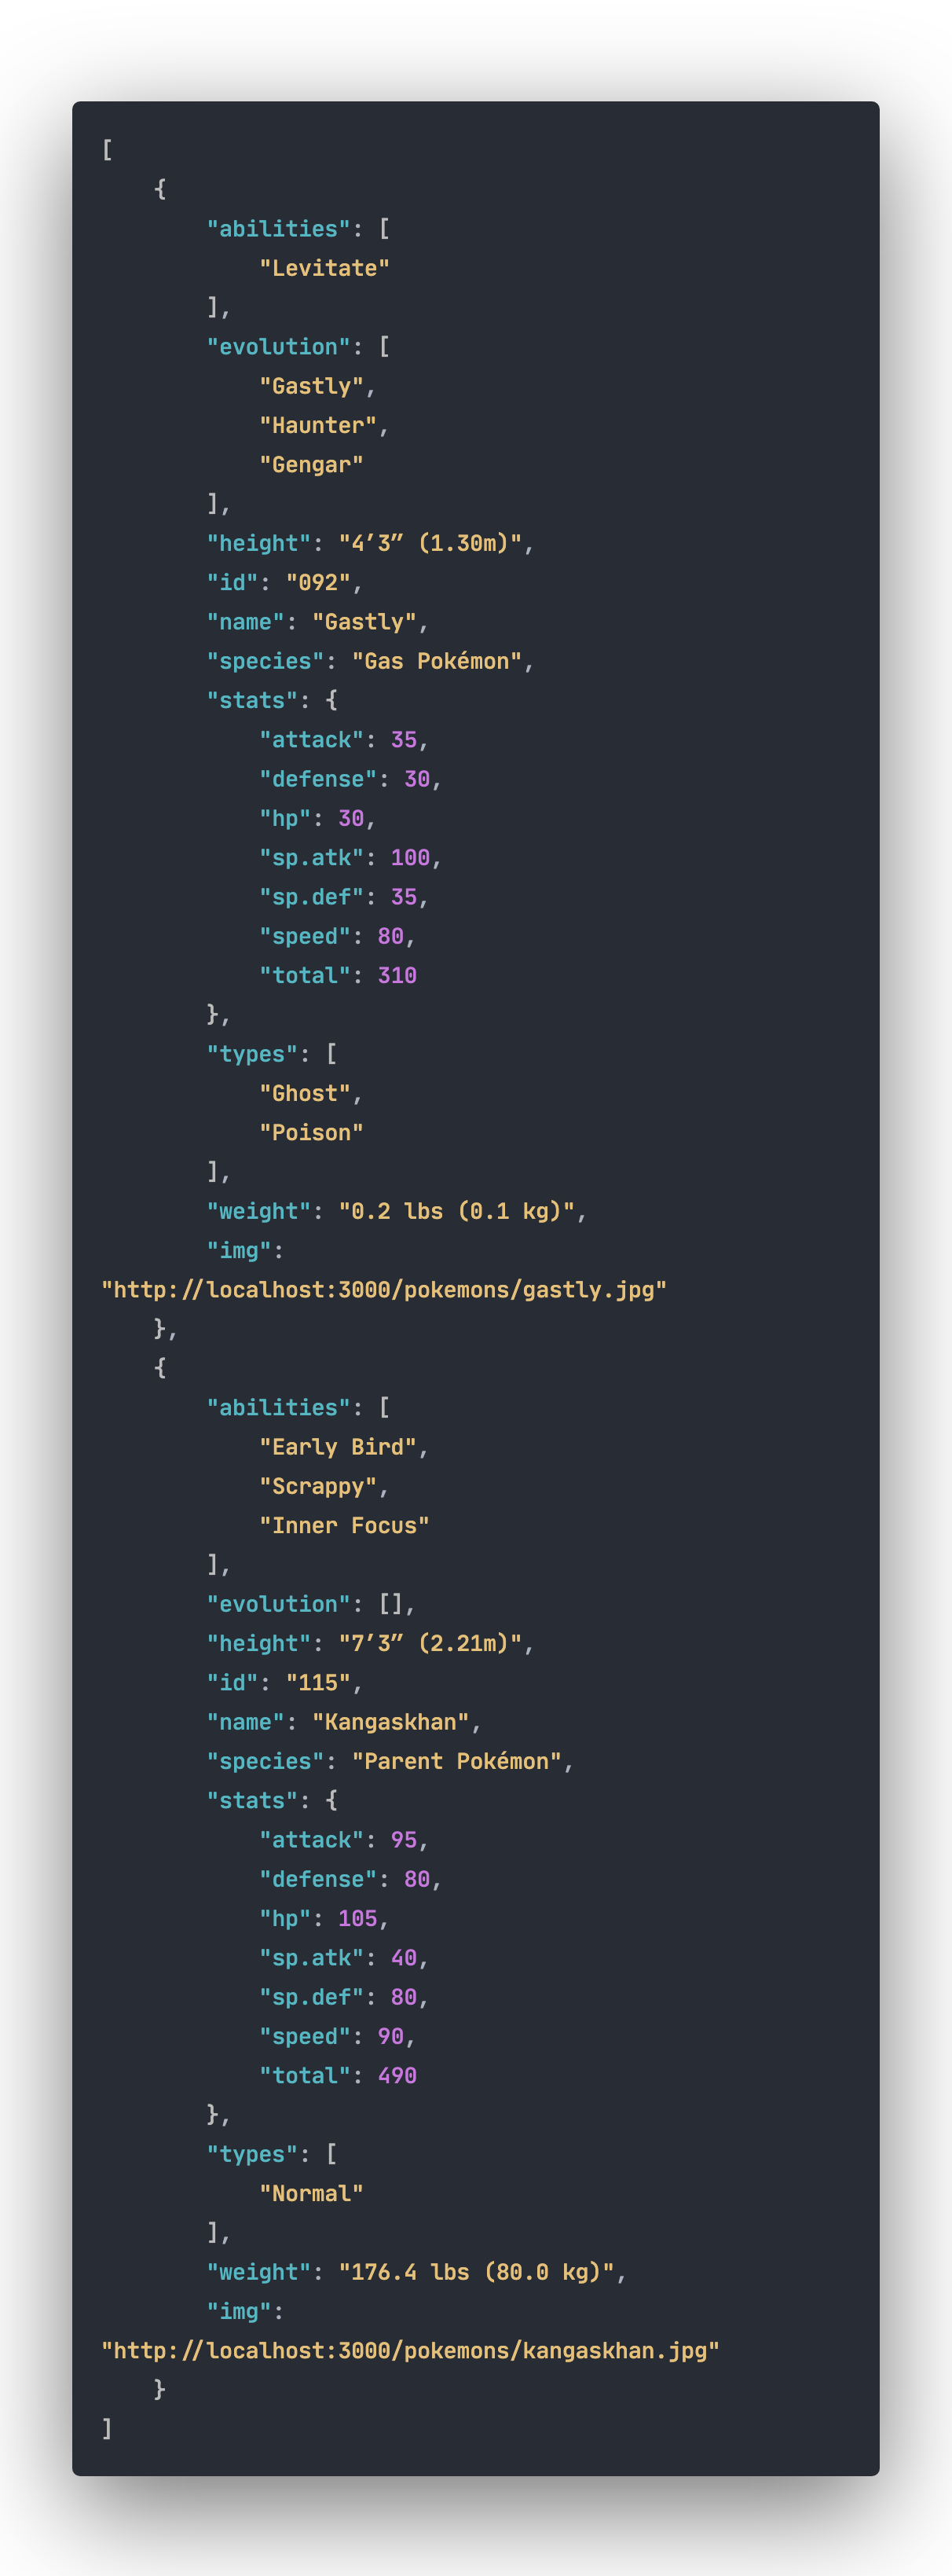 [
    {
        "abilities": [
            "Levitate"
        ],
        "evolution": [
            "Gastly",
            "Haunter",
            "Gengar"
        ],
        "height": "4’3” (1.30m)",
        "id": "092",
        "name": "Gastly",
        "species": "Gas Pokémon",
        "stats": {
            "attack": 35,
            "defense": 30,
            "hp": 30,
            "sp.atk": 100,
            "sp.def": 35,
            "speed": 80,
            "total": 310
        },
        "types": [
            "Ghost",
            "Poison"
        ],
        "weight": "0.2 lbs (0.1 kg)",
        "img":
"http://localhost:3000/pokemons/gastly.jpg"
    },
    {
        "abilities": [
            "Early Bird",
            "Scrappy",
            "Inner Focus"
        ],
        "evolution": [],
        "height": "7’3” (2.21m)",
        "id": "115",
        "name": "Kangaskhan",
        "species": "Parent Pokémon",
        "stats": {
            "attack": 95,
            "defense": 80,
            "hp": 105,
            "sp.atk": 40,
            "sp.def": 80,
            "speed": 90,
            "total": 490
        },
        "types": [
            "Normal"
        ],
        "weight": "176.4 lbs (80.0 kg)",
        "img":
"http://localhost:3000/pokemons/kangaskhan.jpg"
    }
]